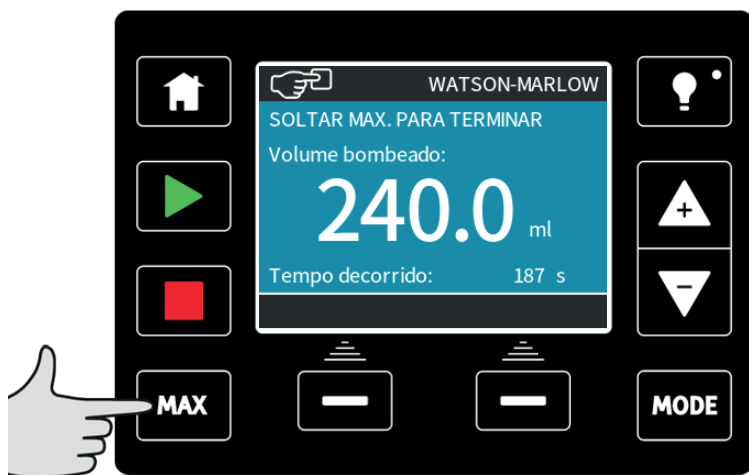 WATSON-MARLOW
SOLTAR MAX. PARA TERMINAR
Volume bombeado:
240.0 ml
Tempo decorrido: 187 s
+
−
MAX
MODE